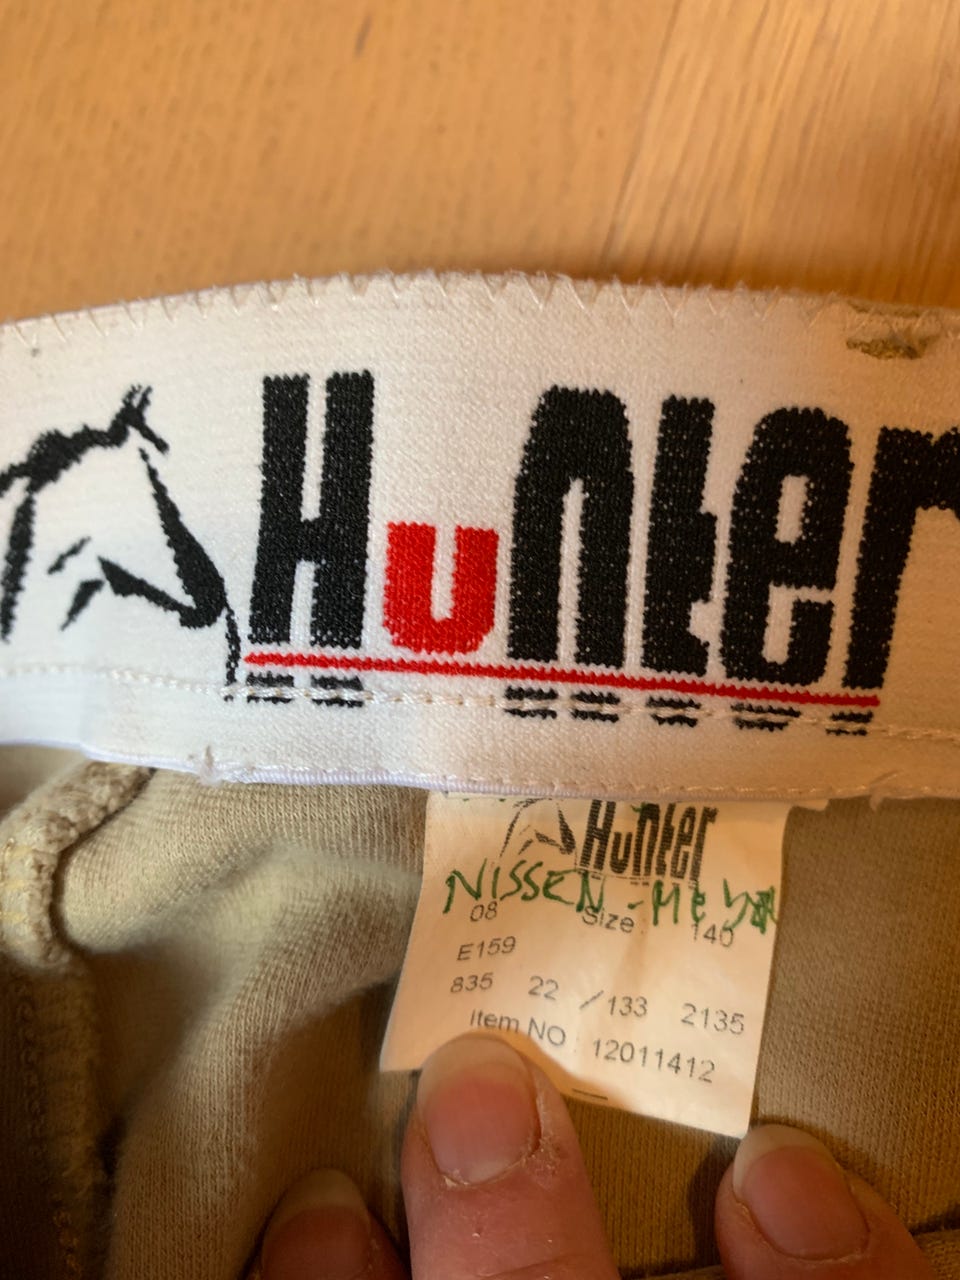 Hunter
Hunter
NISSEN-MEYER
08 Size: 140
E159
835 22 / 133 2135
Item NO : 12011412